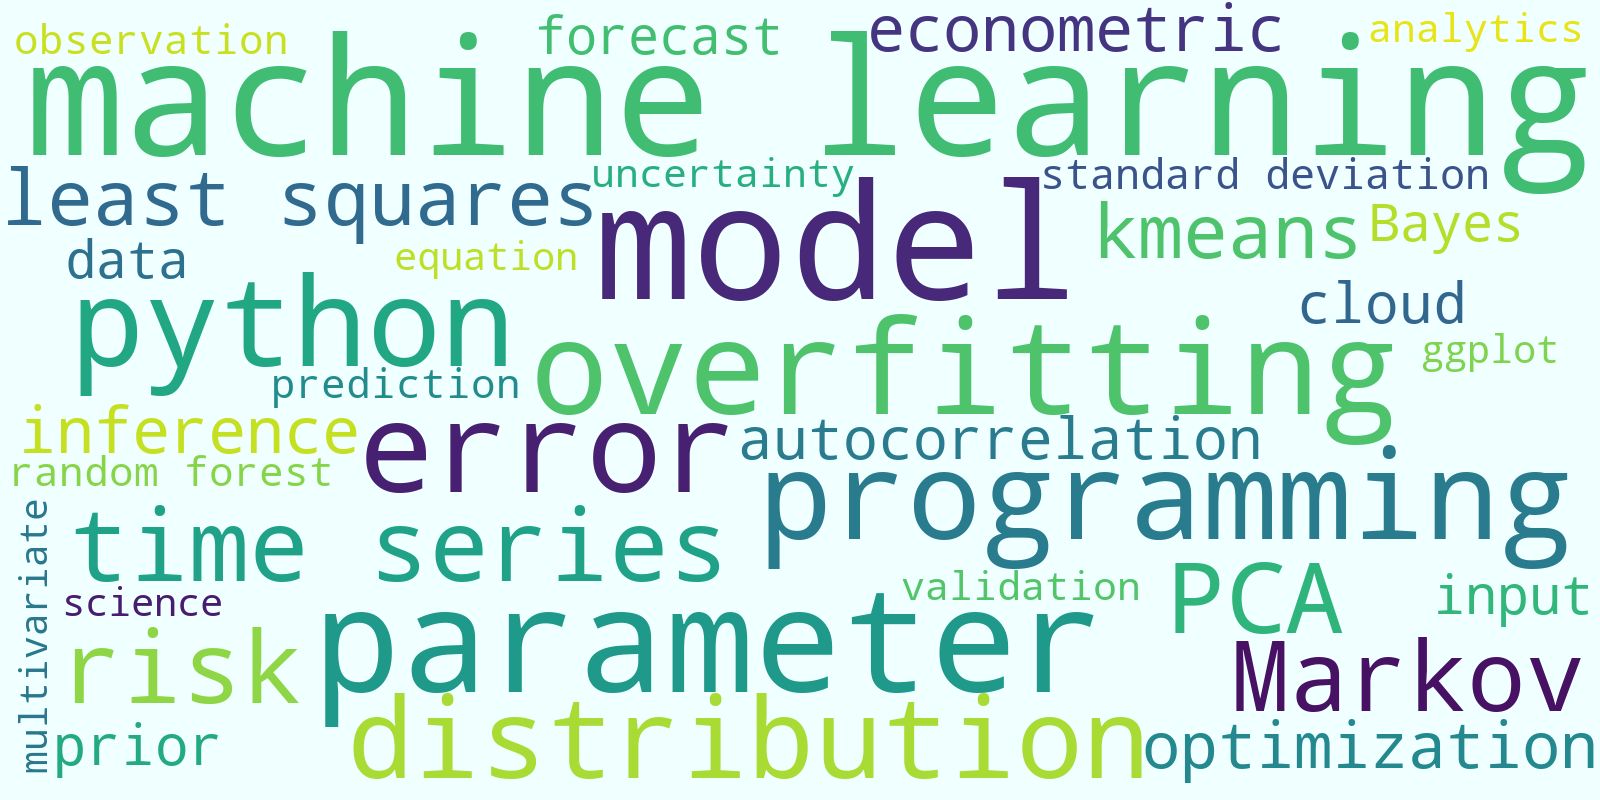 observation
forecast
econometric
analytics
machine learning
least squares
uncertainty
standard deviation
model
kmeans
Bayes
data
equation
python
cloud
overfitting
ggplot
prediction
inference
error
autocorrelation
random forest
programming
multivariate
time series
validation
PCA
input
science
parameter
risk
Markov
distribution
prior
optimization